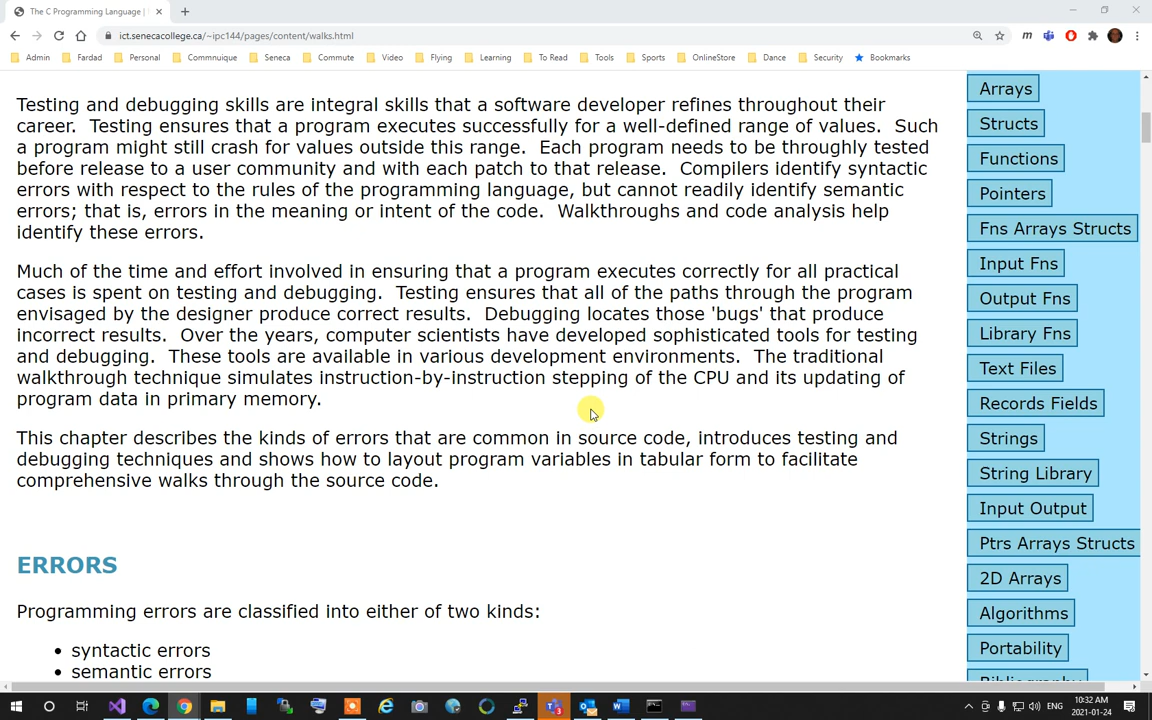 The C Programming Language |
ict.senecacollege.ca/~ipc144/pages/content/walks.html
Admin Fardad Personal Commnuique Seneca Commute Video Flying Learning To Read Tools Sports OnlineStore Dance Security Bookmarks
Testing and debugging skills are integral skills that a software developer refines throughout their
career.  Testing ensures that a program executes successfully for a well-defined range of values.  Such
a program might still crash for values outside this range.  Each program needs to be throughly tested
before release to a user community and with each patch to that release.  Compilers identify syntactic
errors with respect to the rules of the programming language, but cannot readily identify semantic
errors; that is, errors in the meaning or intent of the code.  Walkthroughs and code analysis help
identify these errors.
Much of the time and effort involved in ensuring that a program executes correctly for all practical
cases is spent on testing and debugging.  Testing ensures that all of the paths through the program
envisaged by the designer produce correct results.  Debugging locates those 'bugs' that produce
incorrect results.  Over the years, computer scientists have developed sophisticated tools for testing
and debugging.  These tools are available in various development environments.  The traditional
walkthrough technique simulates instruction-by-instruction stepping of the CPU and its updating of
program data in primary memory.
This chapter describes the kinds of errors that are common in source code, introduces testing and
debugging techniques and shows how to layout program variables in tabular form to facilitate
comprehensive walks through the source code.
ERRORS
Programming errors are classified into either of two kinds:
• syntactic errors
• semantic errors
Arrays
Structs
Functions
Pointers
Fns Arrays Structs
Input Fns
Output Fns
Library Fns
Text Files
Records Fields
Strings
String Library
Input Output
Ptrs Arrays Structs
2D Arrays
Algorithms
Portability
ENG
10:32 AM
2021-01-24